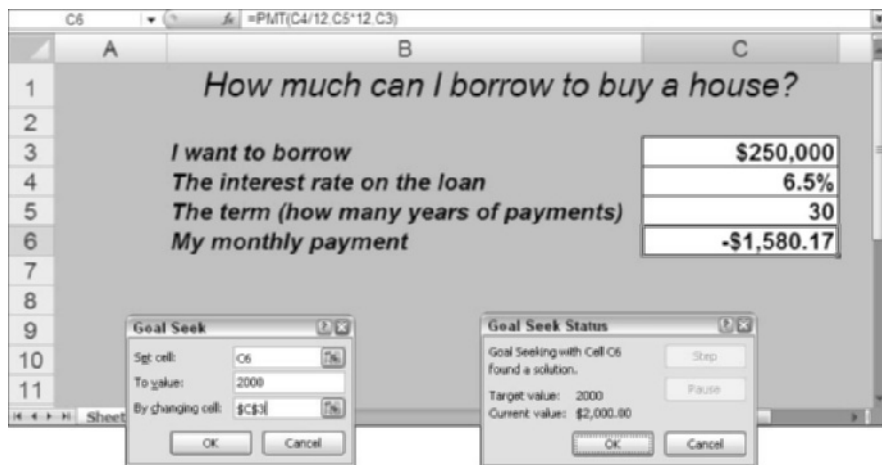 C6 fx =PMT(C4/12,C5*12,C3)
A B C
1 How much can I borrow to buy a house?
2
3 I want to borrow $250,000
4 The interest rate on the loan 6.5%
5 The term (how many years of payments) 30
6 My monthly payment -$1,580.17
7
8
9
10
11
Sheet
Goal Seek
Set cell: C6
To value: 2000
By changing cell: $C$3
OK Cancel
Goal Seek Status
Goal Seeking with Cell C6
found a solution.
Step
Target value: 2000
Pause
Current value: $2,000.00
OK Cancel